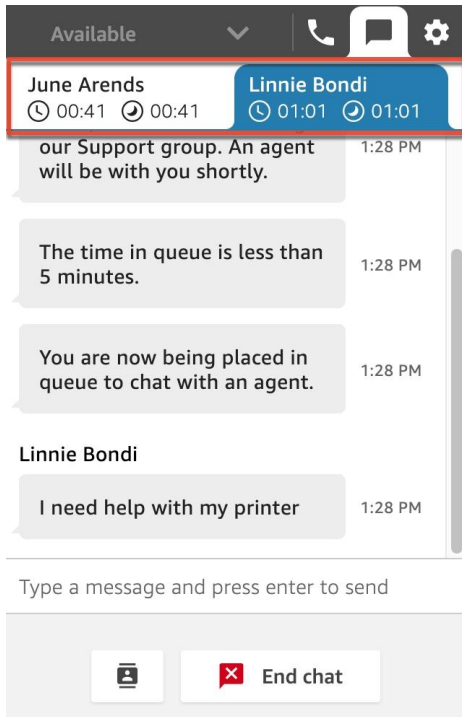 Available
June Arends
00:41 00:41
Linnie Bondi
01:01 01:01
our Support group. An agent
will be with you shortly.
1:28 PM
The time in queue is less than
5 minutes.
1:28 PM
You are now being placed in
queue to chat with an agent.
1:28 PM
Linnie Bondi
I need help with my printer
1:28 PM
Type a message and press enter to send
End chat